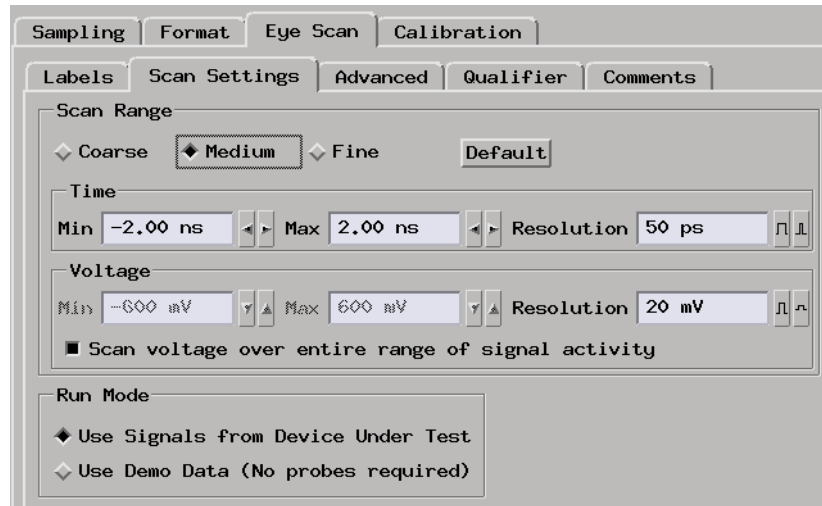 Sampling Format Eye Scan Calibration
Labels Scan Settings Advanced Qualifier Comments
Scan Range
Coarse Medium Fine Default
Time
Min -2.00 ns Max 2.00 ns Resolution 50 ps
Voltage
Min -600 mV Max 600 mV Resolution 20 mV
Scan voltage over entire range of signal activity
Run Mode
Use Signals from Device Under Test
Use Demo Data (No probes required)